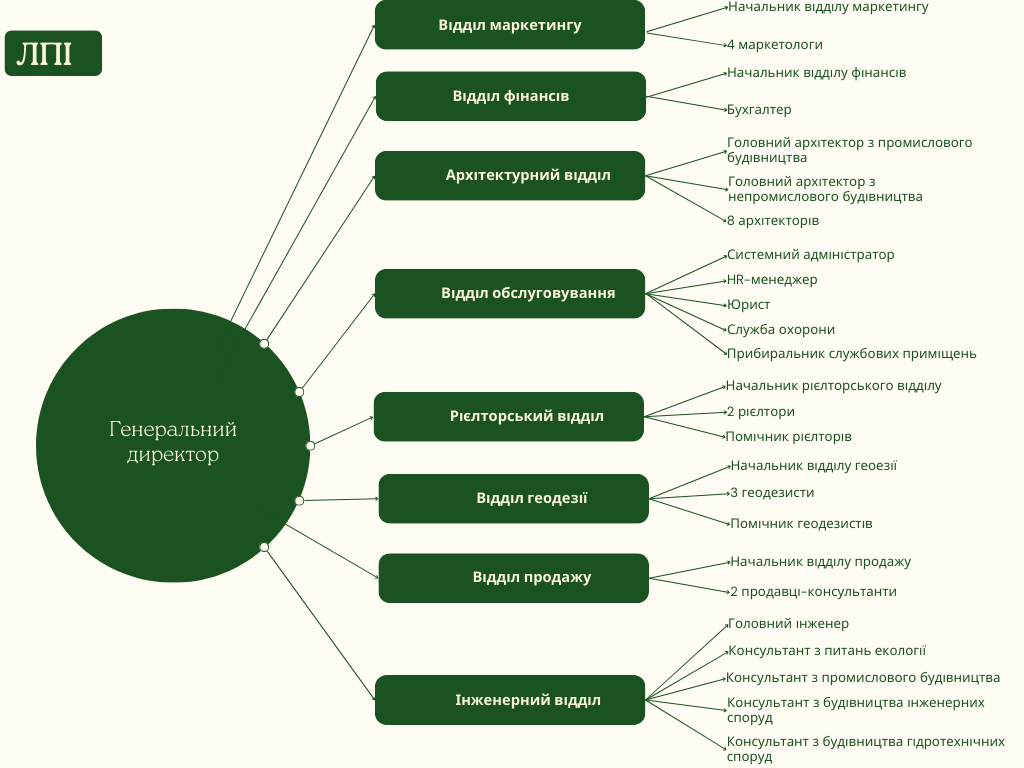 ЛПІ
Генеральний
директор
Відділ маркетингу
Начальник відділу маркетингу
4 маркетологи
Відділ фінансів
Начальник відділу фінансів
Бухгалтер
Архітектурний відділ
Головний архітектор з промислового
будівництва
Головний архітектор з
непромислового будівництва
8 архітекторів
Відділ обслуговування
Системний адміністратор
HR-менеджер
Юрист
Служба охорони
Прибиральник службових приміщень
Рієлторський відділ
Начальник рієлторського відділу
2 рієлтори
Помічник рієлторів
Відділ геодезії
Начальник відділу геоезії
3 геодезисти
Помічник геодезистів
Відділ продажу
Начальник відділу продажу
2 продавці-консультанти
Інженерний відділ
Головний інженер
Консультант з питань екології
Консультант з промислового будівництва
Консультант з будівництва інженерних
споруд
Консультант з будівництва гідротехнічних
споруд